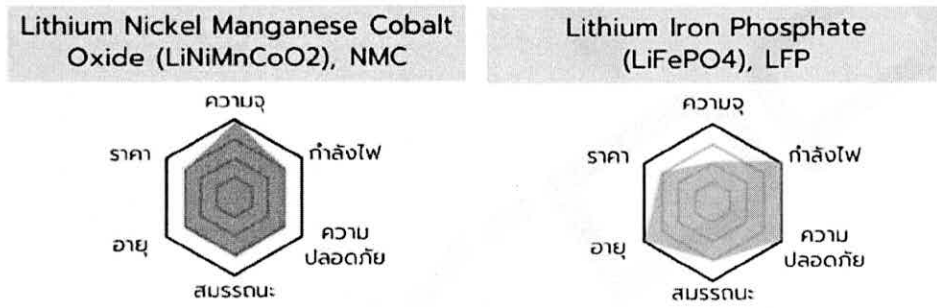 Lithium Nickel Manganese Cobalt
Oxide (LiNiMnCoO2), NMC
ความจุ
ราคา
กำลังไฟ
อายุ
ความ
ปลอดภัย
สมรรถนะ
Lithium Iron Phosphate
(LiFePO4), LFP
ความจุ
ราคา
กำลังไฟ
อายุ
ความ
ปลอดภัย
สมรรถนะ